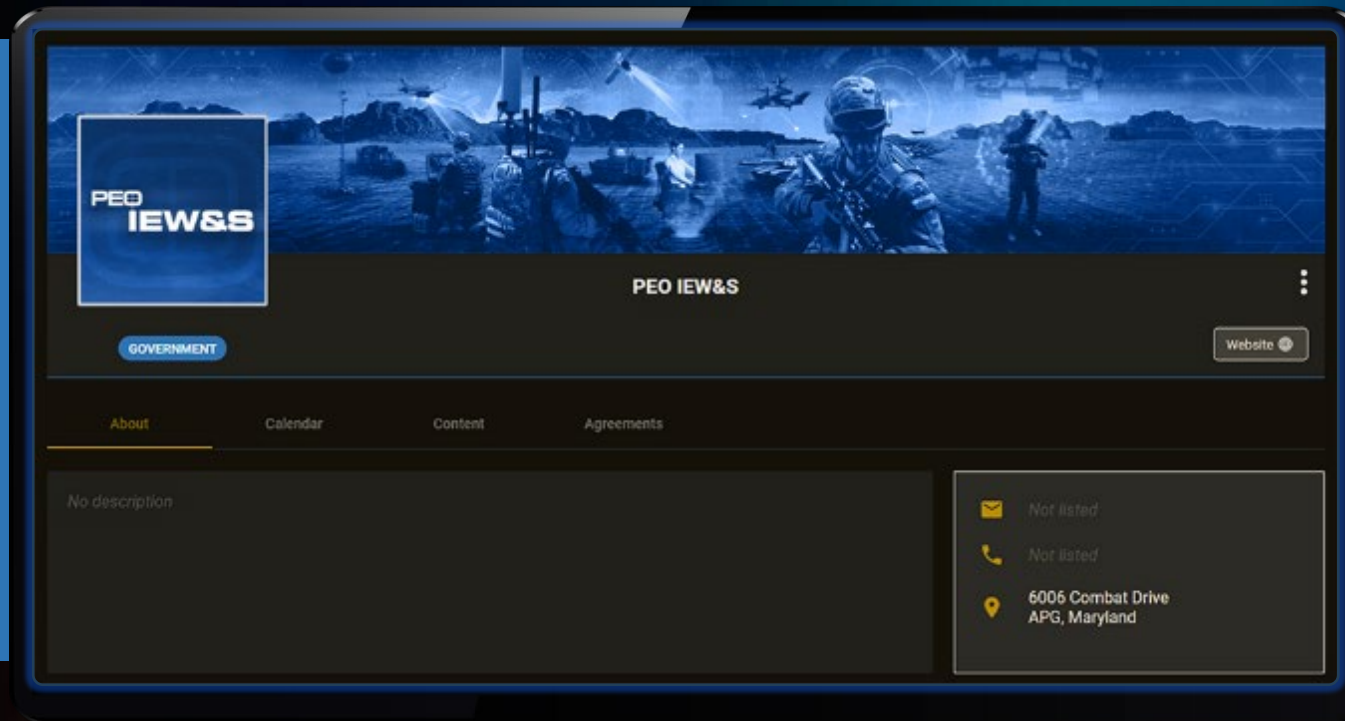 PEO
IEW&S
PEO IEW&S
GOVERNMENT
Website
About
Calendar
Content
Agreements
No description
Not listed
Not listed
6006 Combat Drive
APG, Maryland